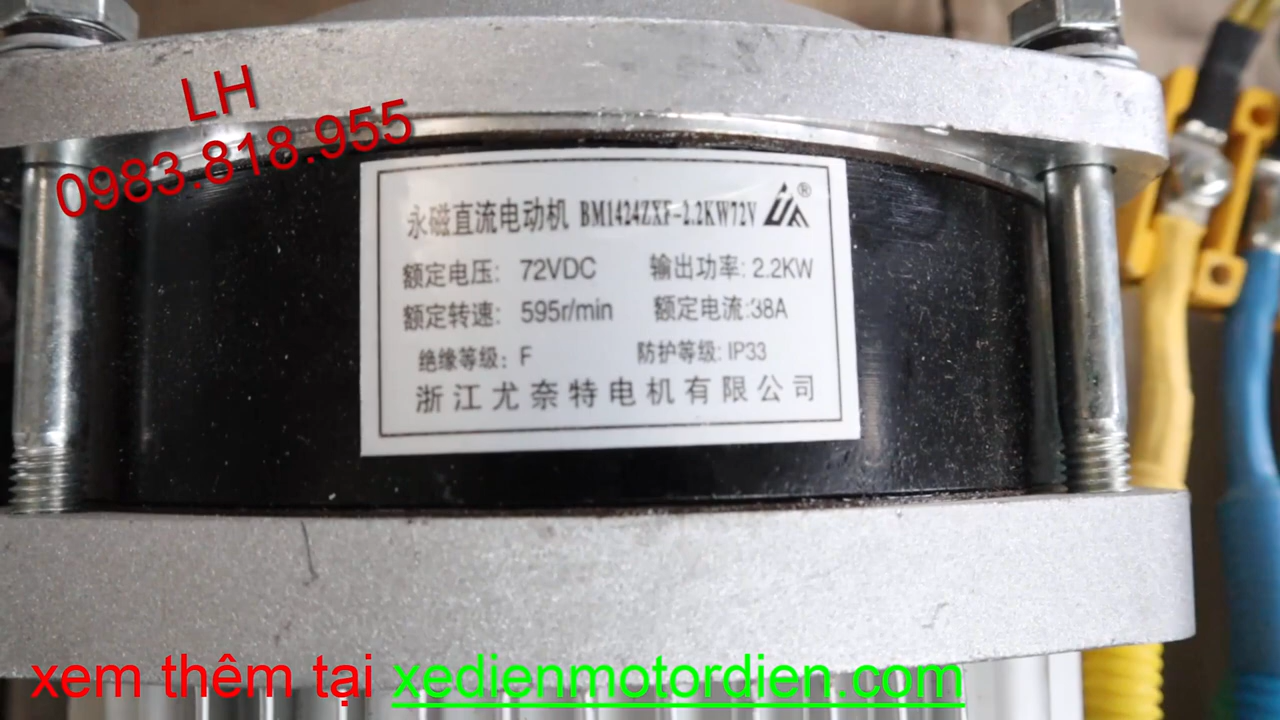 LH
0983.818.955
永磁直流电动机 BM1424ZXF-2.2KW72V ®
额定电压: 72VDC 输出功率: 2.2KW
额定转速: 595r/min 额定电流:38A
绝缘等级: F 防护等级: IP33
浙江尤奈特电机有限公司
xem thêm tại xedienmotordien.com